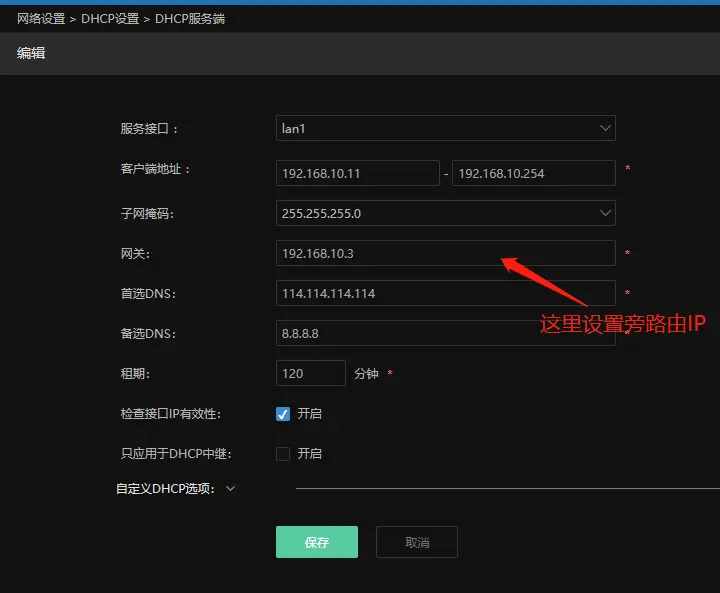 网络设置 > DHCP设置 > DHCP服务端
编辑
服务接口： lan1
客户端地址： 192.168.10.11 - 192.168.10.254 *
子网掩码： 255.255.255.0
网关： 192.168.10.3 *
首选DNS： 114.114.114.114 *
这里设置旁路由IP
备选DNS： 8.8.8.8 *
租期： 120 分钟 *
检查接口IP有效性： 开启
只应用于DHCP中继： 开启
自定义DHCP选项：
保存 取消